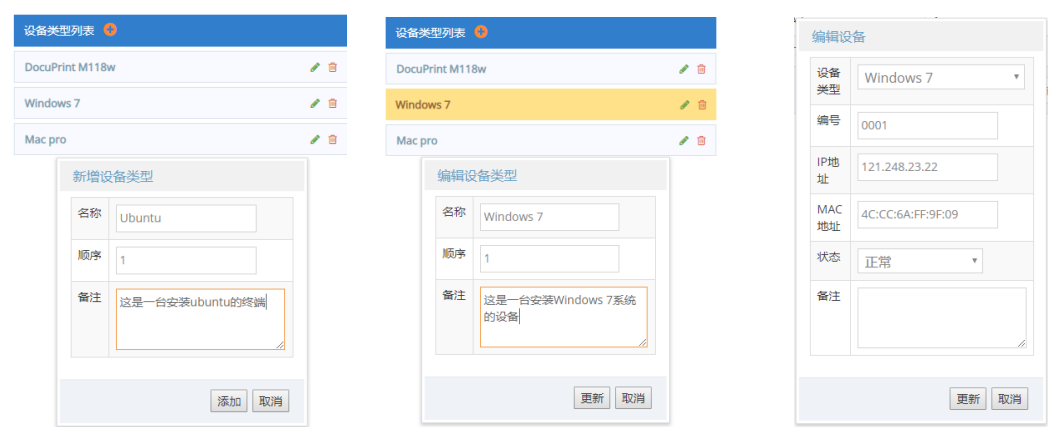 设备类型列表
DocuPrint M118w
Windows 7
Mac pro
新增设备类型
名称 Ubuntu
顺序 1
备注 这是一台安装ubuntu的终端
添加 取消
设备类型列表
DocuPrint M118w
Windows 7
Mac pro
编辑设备类型
名称 Windows 7
顺序 1
备注 这是一台安装Windows 7系统
的设备
更新 取消
编辑设备
设备
类型 Windows 7
编号 0001
IP地
址 121.248.23.22
MAC
地址 4C:CC:6A:FF:9F:09
状态 正常
备注
更新 取消